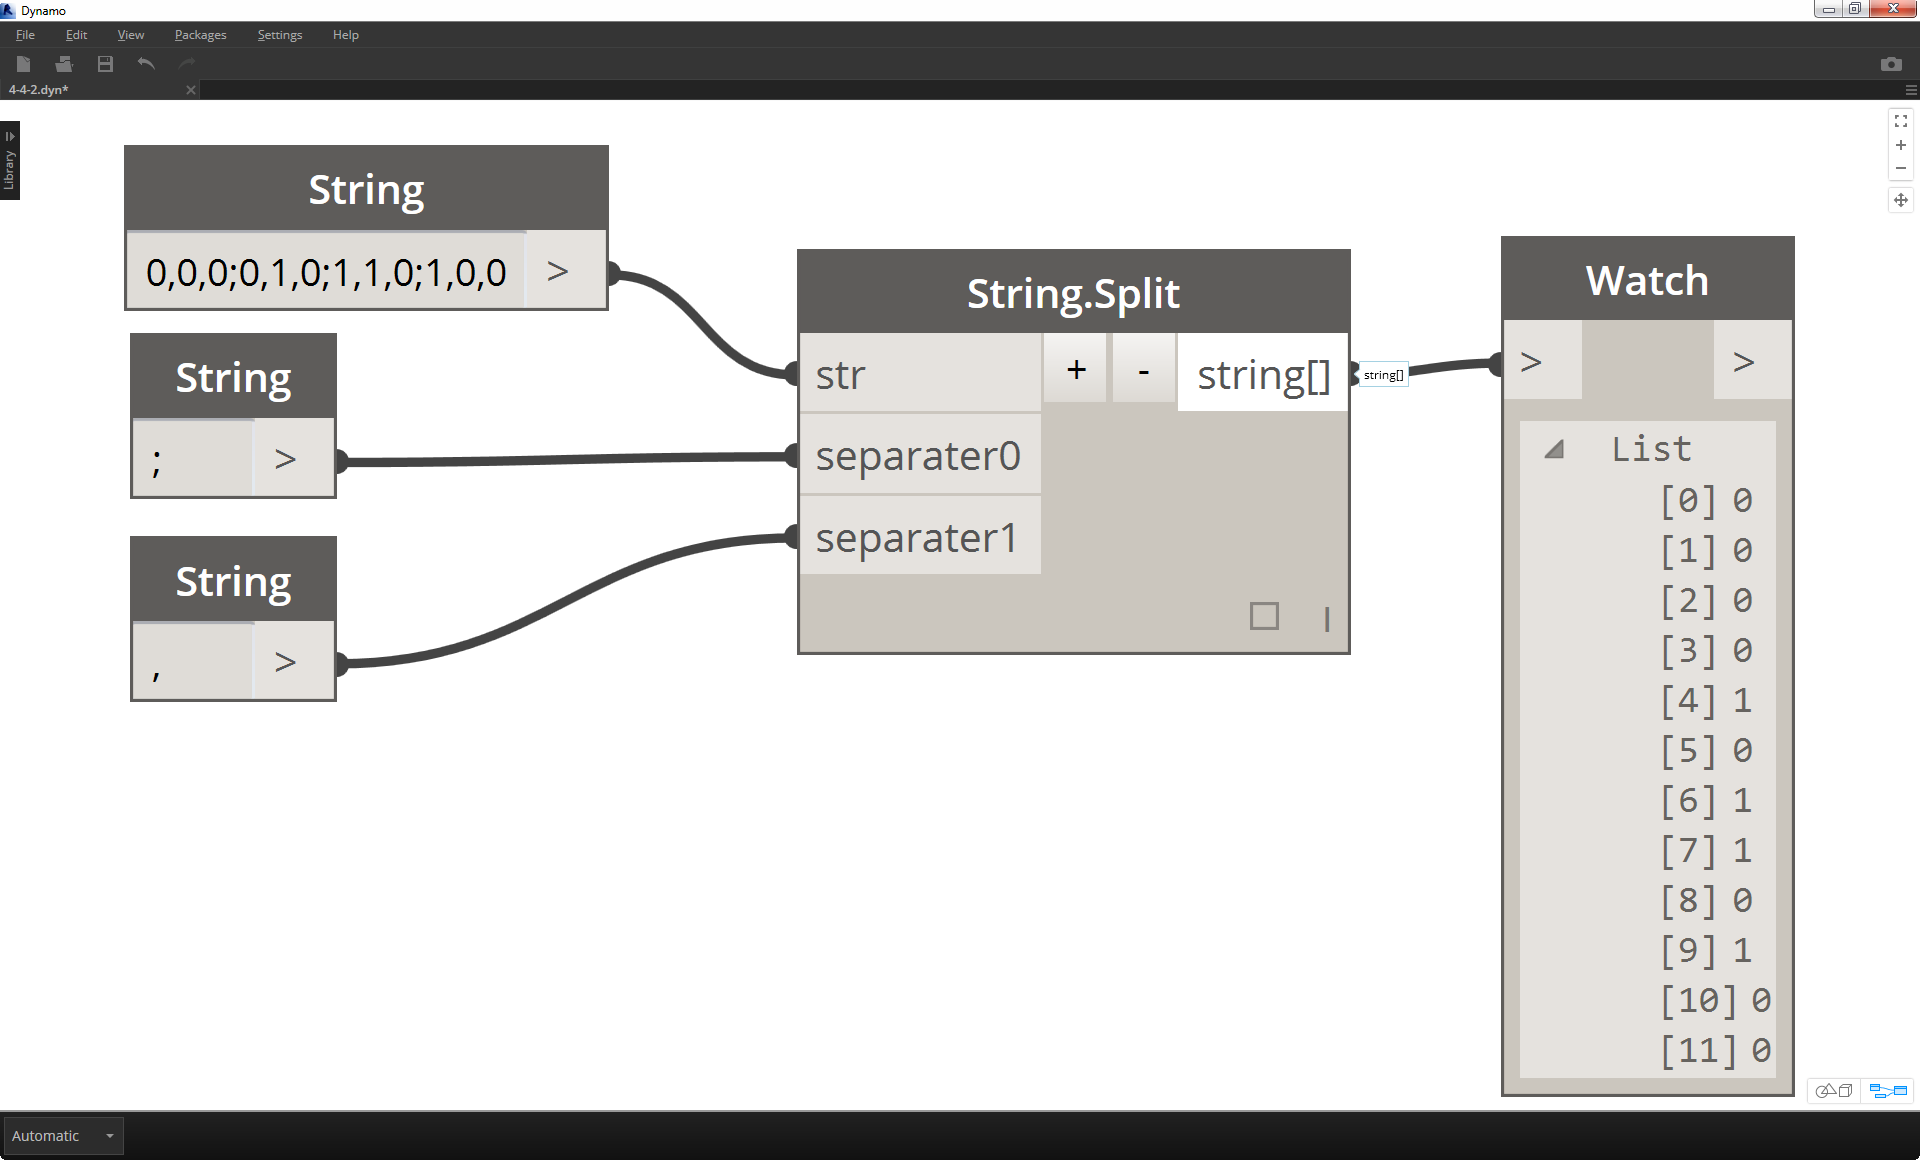 Dynamo
File Edit View Packages Settings Help
4-4-2.dyn*
Library
String
0,0,0;0,1,0;1,1,0;1,0,0 >
String
; >
String
, >
String.Split
str + - string[]
separater0
separater1
string[]
Watch
> >
List
[0] 0
[1] 0
[2] 0
[3] 0
[4] 1
[5] 0
[6] 1
[7] 1
[8] 0
[9] 1
[10] 0
[11] 0
Automatic